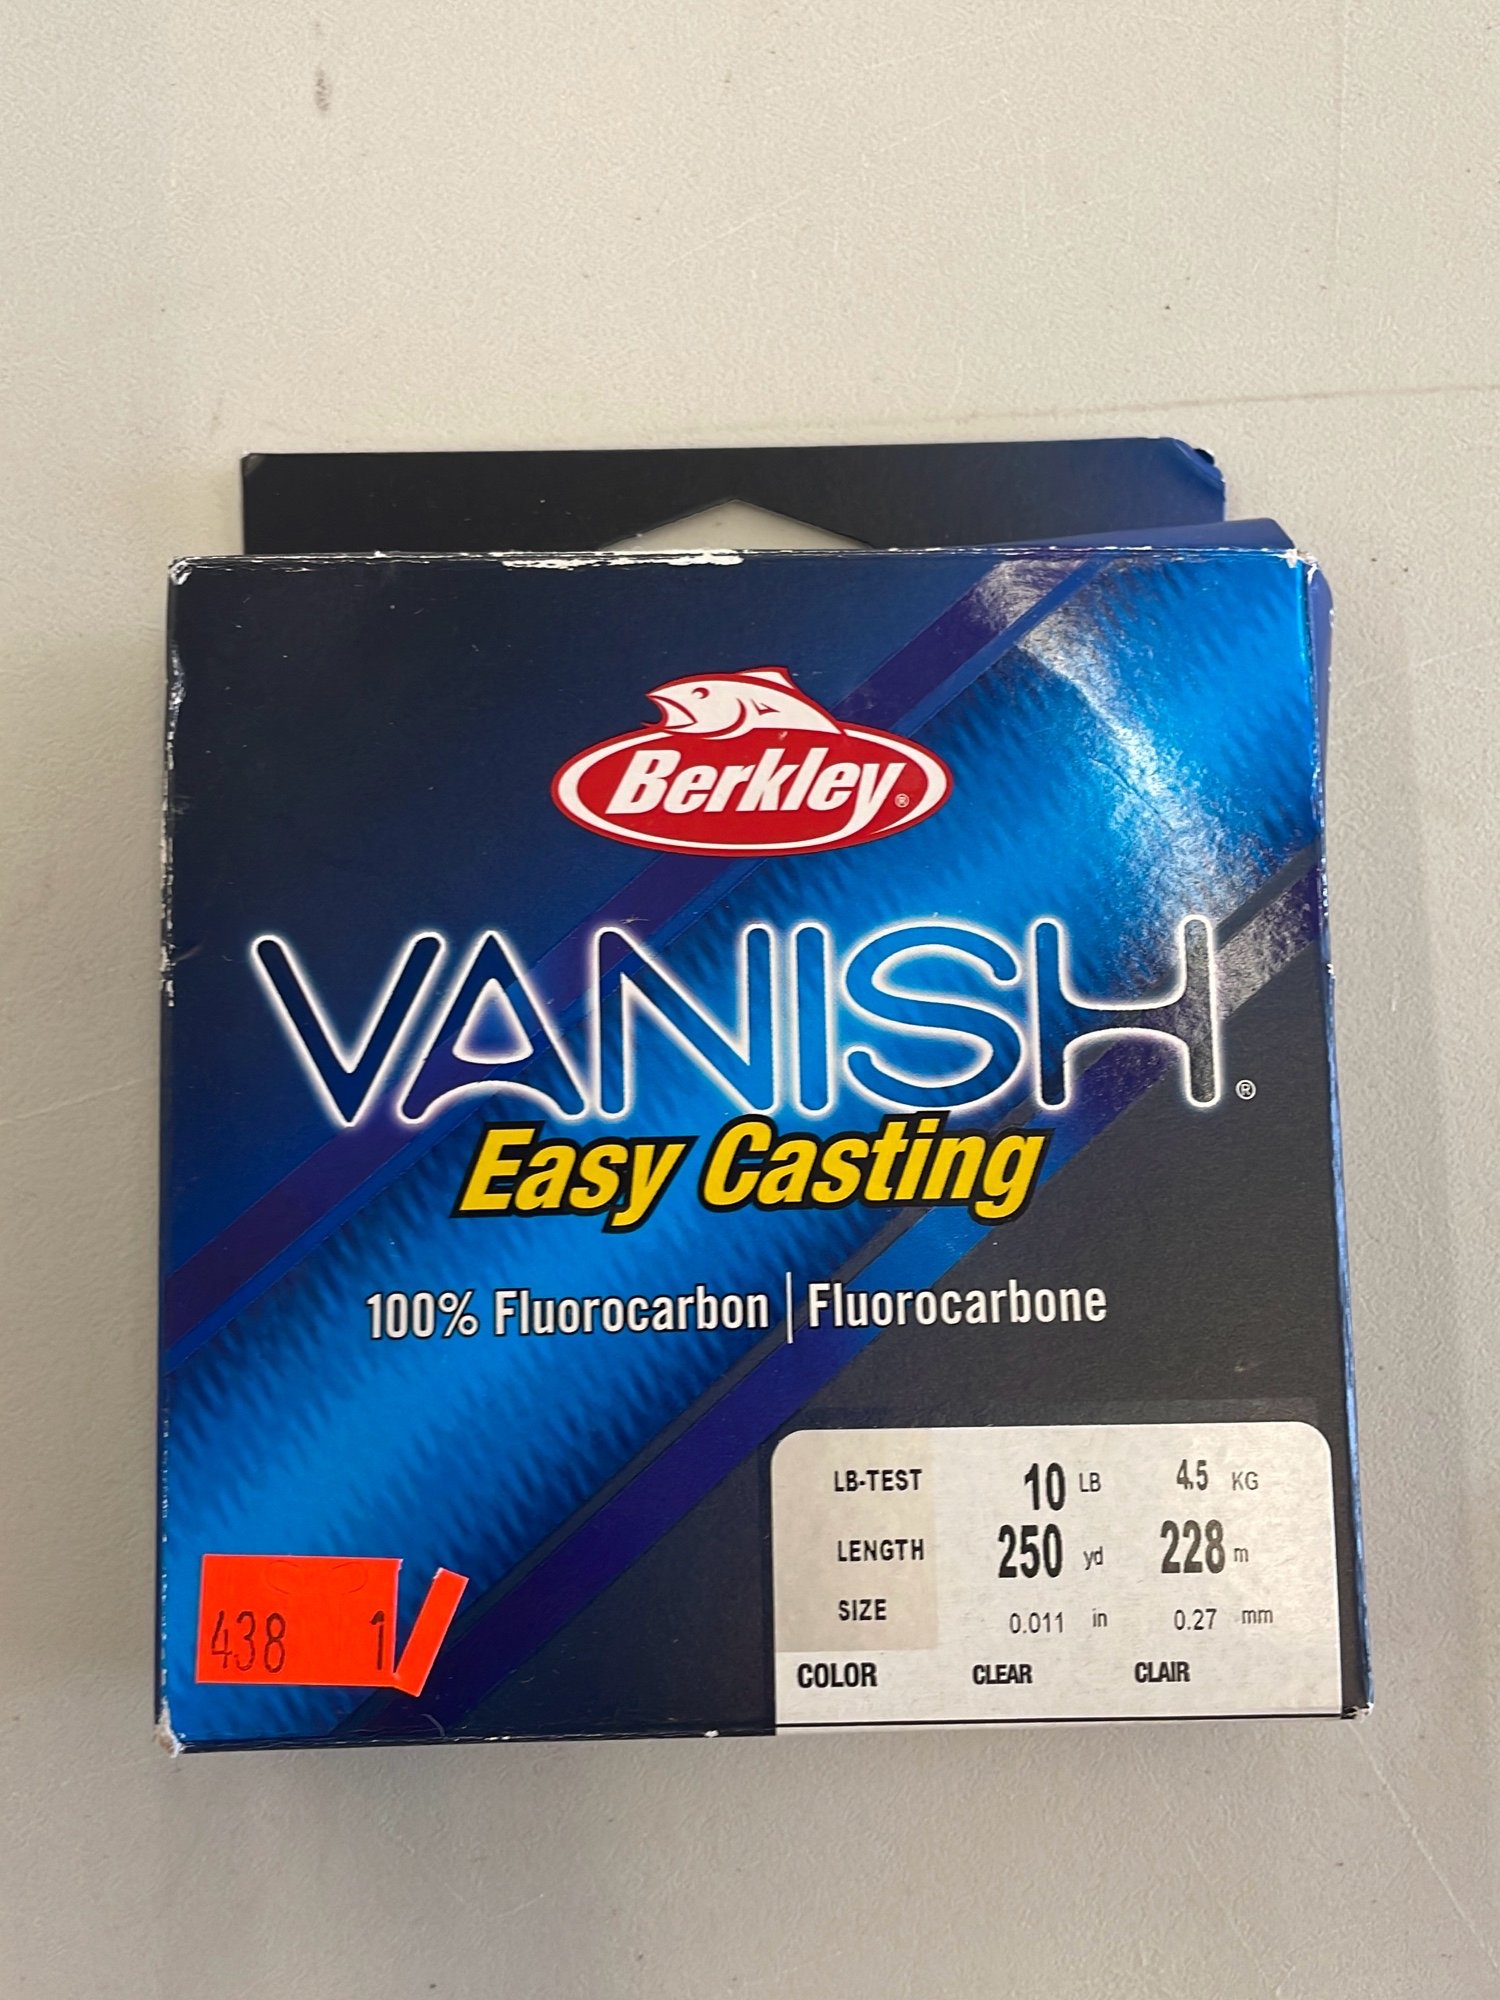 Berkley®
VANISH®
Easy Casting
100% Fluorocarbon | Fluorocarbone
LB-TEST 10 LB 4.5 KG
LENGTH 250 yd 228 m
SIZE 0.011 in 0.27 mm
COLOR CLEAR CLAIR
438 1